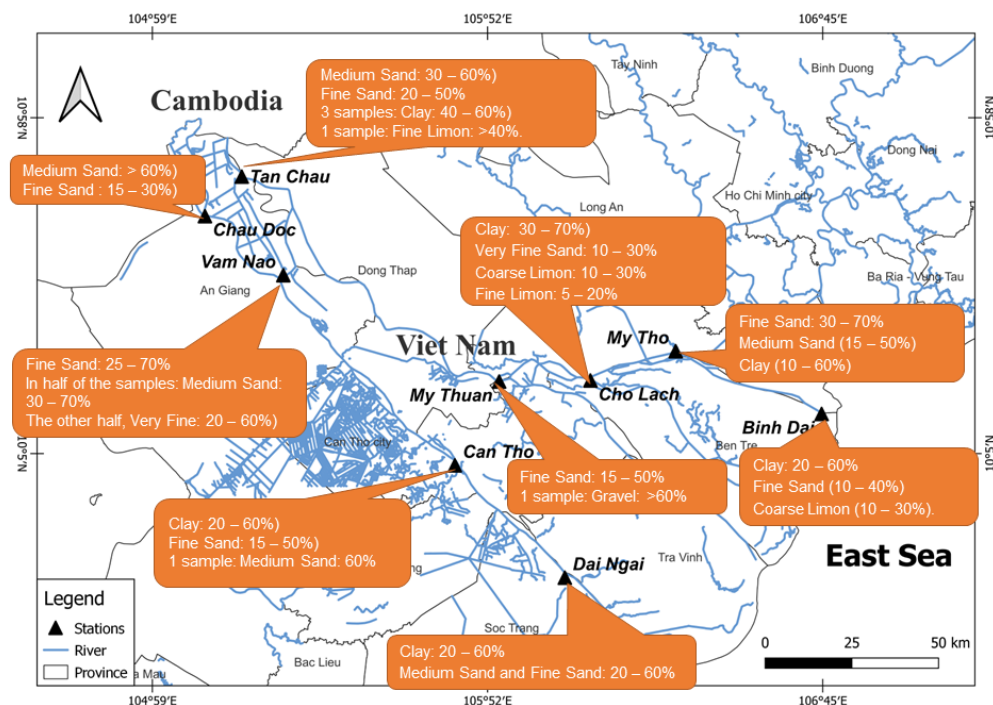 104°59'E
105°52'E
106°45'E
10°58'N
10°58'N
10°5'N
10°5'N
Cambodia
Medium Sand: 30 – 60%)
Fine Sand: 20 – 50%
3 samples: Clay: 40 – 60%)
1 sample: Fine Limon: >40%.
Tay Ninh
Binh Duong
Dong Nai
Ho Chi Minh city
Long An
Ba Ria - Vung Tau
Medium Sand: > 60%)
Fine Sand : 15 – 30%)
Tan Chau
Chau Doc
Vam Nao
An Giang
Dong Thap
Clay: 30 – 70%)
Very Fine Sand: 10 – 30%
Coarse Limon: 10 – 30%
Fine Limon: 5 – 20%
My Tho
Fine Sand: 30 – 70%
Medium Sand (15 – 50%)
Clay (10 – 60%)
Viet Nam
Fine Sand: 25 – 70%
In half of the samples: Medium Sand:
30 – 70%
The other half, Very Fine: 20 – 60%)
My Thuan
Cho Lach
Binh Dai
Ben Tre
Can Tho city
Can Tho
Fine Sand: 15 – 50%
1 sample: Gravel: >60%
Clay: 20 – 60%
Fine Sand (10 – 40%)
Coarse Limon (10 – 30%).
Clay: 20 – 60%)
Fine Sand: 15 – 50%)
1 sample: Medium Sand: 60%
Dai Ngai
Tra Vinh
East Sea
Soc Trang
Bac Lieu
Clay: 20 – 60%
Medium Sand and Fine Sand: 20 – 60%
Legend
Stations
River
Province
Mau
0 25 50 km
104°59'E
105°52'E
106°45'E